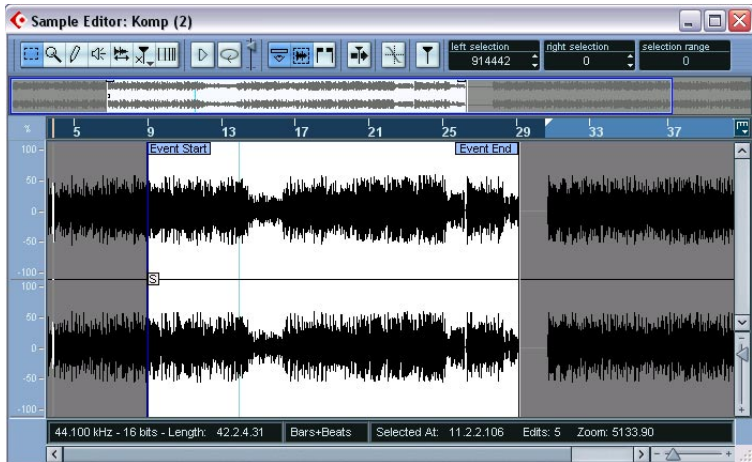 Sample Editor: Komp (2)
left selection right selection selection range
914442 0 0
5 9 13 17 21 25 29 33 37
Event Start Event End
100
50
0
-50
-100
S
100
50
0
-50
-100
44.100 kHz - 16 bits - Length: 42.2.4.31 Bars+Beats Selected At: 11.2.2.106 Edits: 5 Zoom: 5133.90